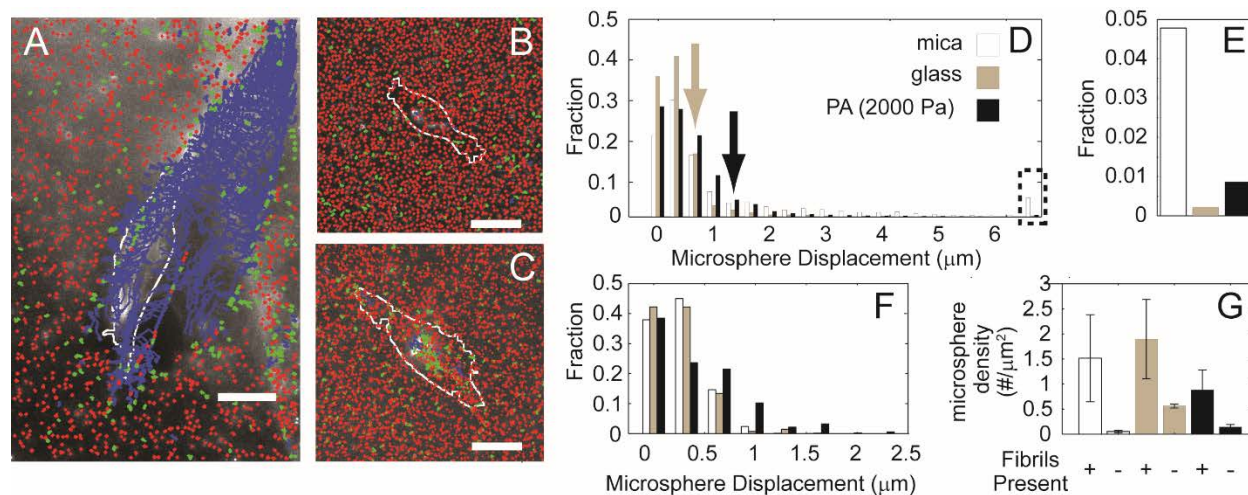 A
B
C
0.5
0.4
0.3
0.2
0.1
0
Fraction
D
mica
glass
PA (2000 Pa)
0 1 2 3 4 5 6
Microsphere Displacement (μm)
0.05
0.04
0.03
0.02
0.01
0
Fraction
E
0.5
0.4
0.3
0.2
0.1
0
Fraction
F
0 0.5 1 1.5 2 2.5
Microsphere Displacement (μm)
3
2.5
2
1.5
1
0.5
0
microsphere
density
(#/μm²)
G
Fibrils
Present
+ - + - + -